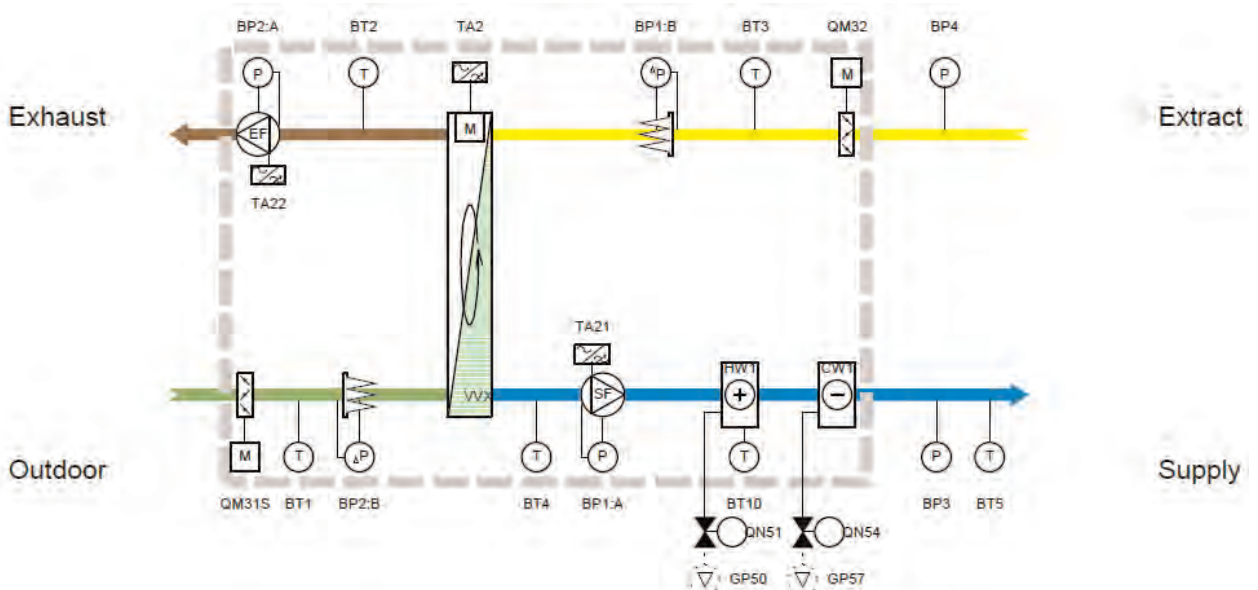 BP2:A BT2 TA2 BP1:B BT3 QM32 BP4
P T ΔP T M P
Exhaust Extract
M
EF
TA22
TA21
HW1 CW1
VVX SF + −
M T ΔP T P T P T
Outdoor Supply
QM31S BT1 BP2:B BT4 BP1:A BT10 BP3 BT5
QN51 QN54
GP50 GP57